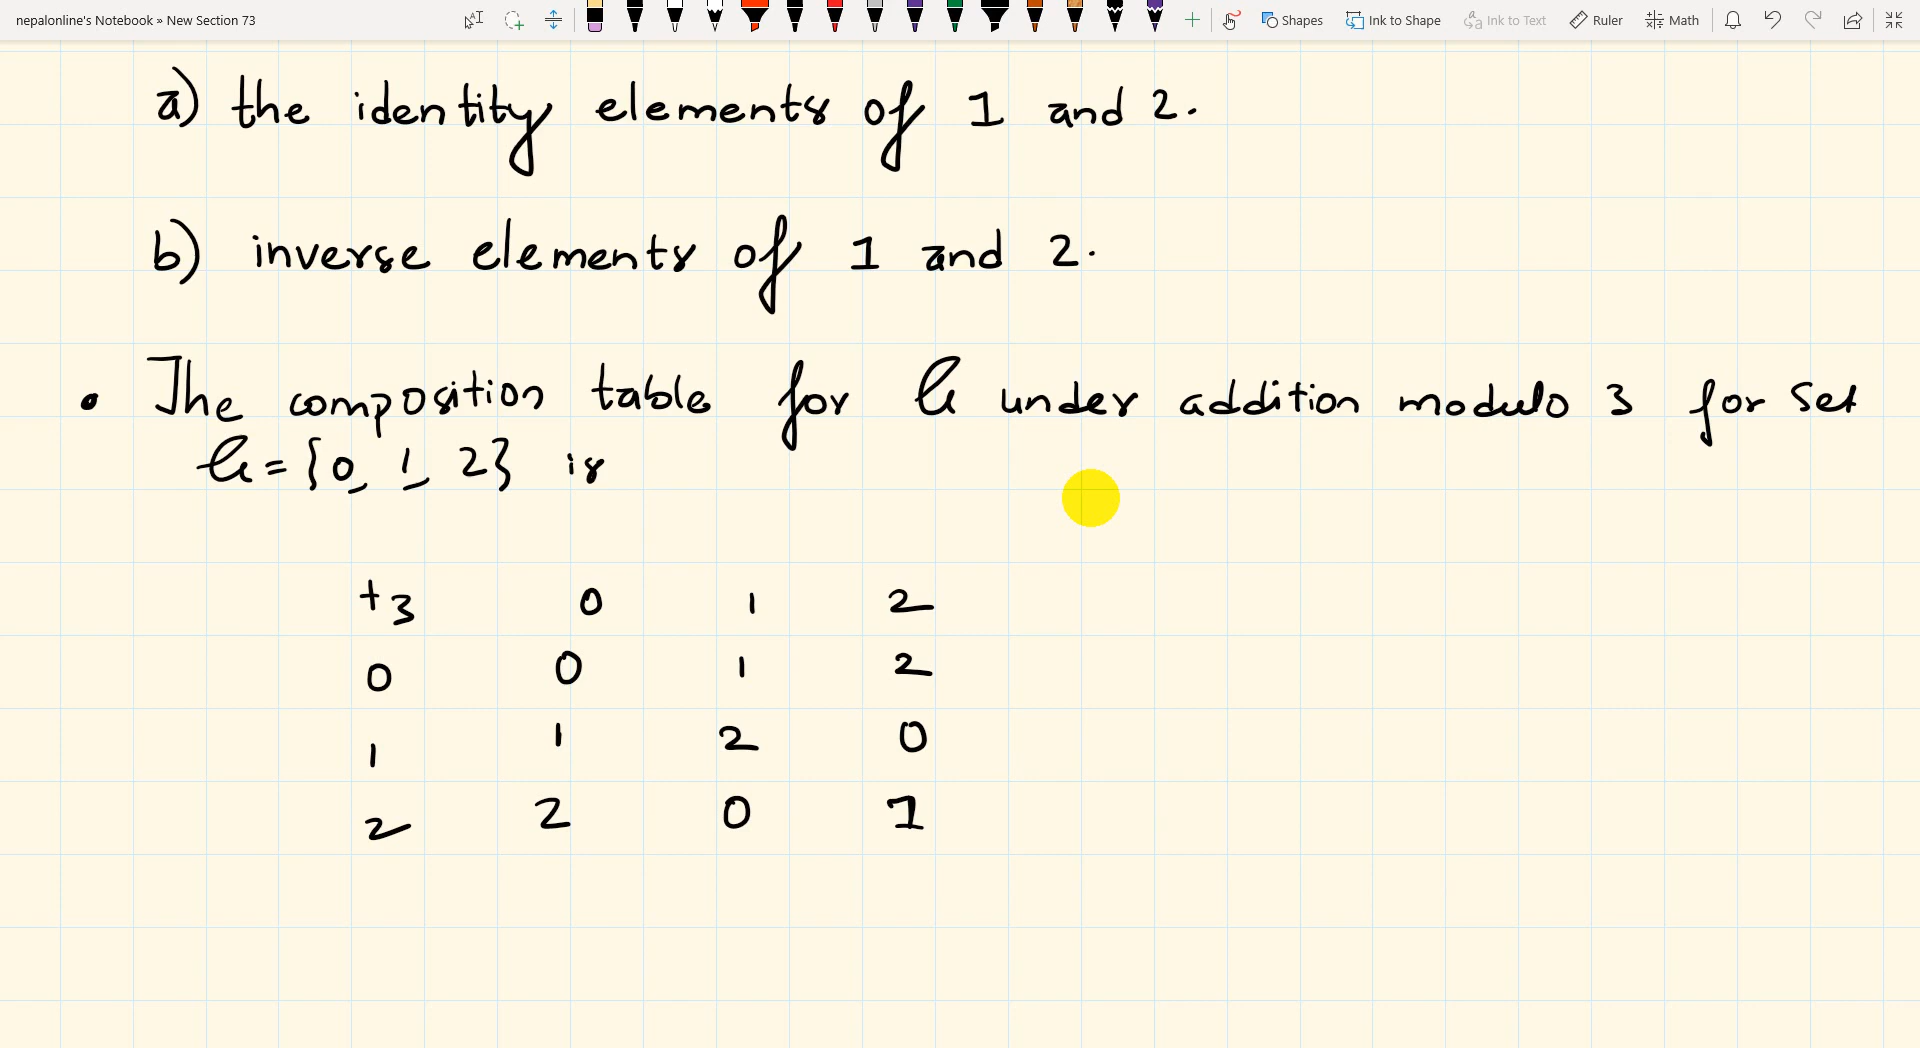 nepalonline's Notebook » New Section 73 Shapes Ink to Shape Ink to Text Ruler Math
a) the identity elements of 1 and 2.
b) inverse elements of 1 and 2.
• The composition table for G under addition modulo 3 for set
G = {0, 1, 2} is
+3 0 1 2
0 0 1 2
1 1 2 0
2 2 0 1